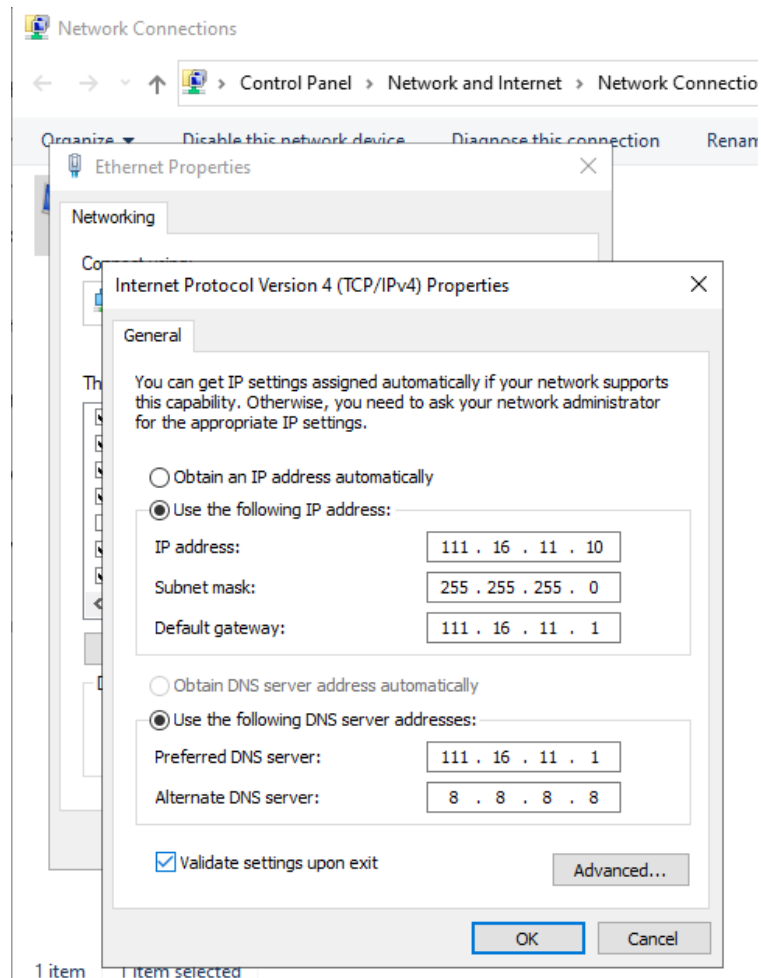 Network Connections
Control Panel > Network and Internet > Network Connectio
Organize Disable this network device Diagnose this connection Renam
Ethernet Properties
Networking
Internet Protocol Version 4 (TCP/IPv4) Properties
General
Th
You can get IP settings assigned automatically if your network supports
this capability. Otherwise, you need to ask your network administrator
for the appropriate IP settings.
Obtain an IP address automatically
Use the following IP address:
IP address: 111 . 16 . 11 . 10
Subnet mask: 255 . 255 . 255 . 0
Default gateway: 111 . 16 . 11 . 1
Obtain DNS server address automatically
Use the following DNS server addresses:
Preferred DNS server: 111 . 16 . 11 . 1
Alternate DNS server: 8 . 8 . 8 . 8
Validate settings upon exit
Advanced...
OK Cancel
1 item 1 item selected